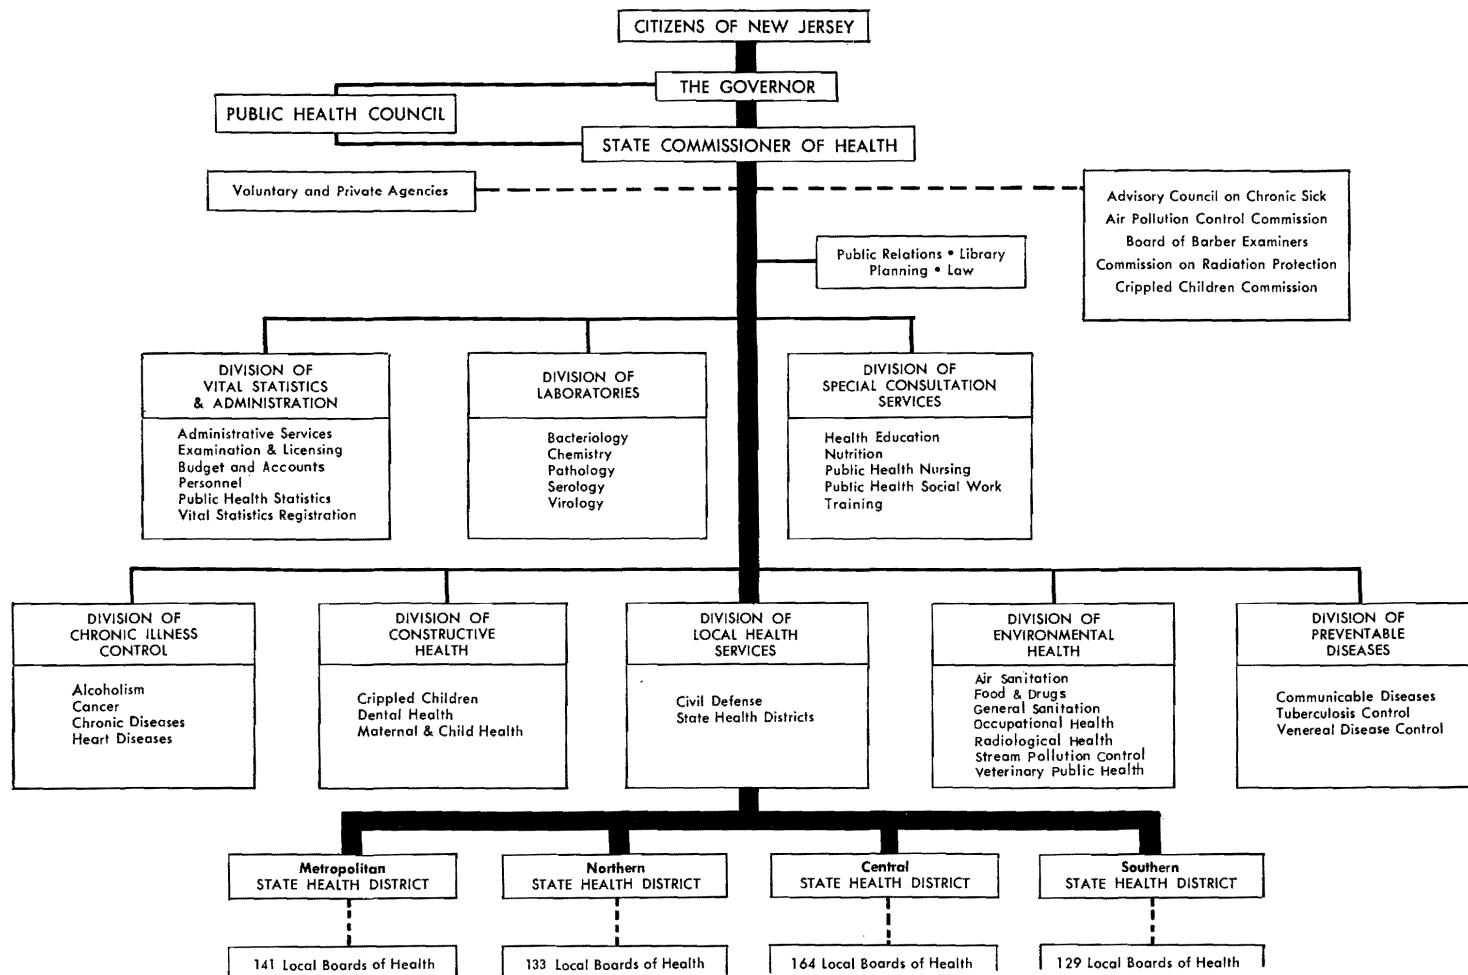 CITIZENS OF NEW JERSEY
THE GOVERNOR
PUBLIC HEALTH COUNCIL
STATE COMMISSIONER OF HEALTH
Voluntary and Private Agencies
Advisory Council on Chronic Sick
Air Pollution Control Commission
Board of Barber Examiners
Commission on Radiation Protection
Crippled Children Commission
Public Relations • Library
Planning • Law
DIVISION OF
VITAL STATISTICS
& ADMINISTRATION
Administrative Services
Examination & Licensing
Budget and Accounts
Personnel
Public Health Statistics
Vital Statistics Registration
DIVISION OF
LABORATORIES
Bacteriology
Chemistry
Pathology
Serology
Virology
DIVISION OF
SPECIAL CONSULTATION
SERVICES
Health Education
Nutrition
Public Health Nursing
Public Health Social Work
Training
DIVISION OF
CHRONIC ILLNESS
CONTROL
Alcoholism
Cancer
Chronic Diseases
Heart Diseases
DIVISION OF
CONSTRUCTIVE
HEALTH
Crippled Children
Dental Health
Maternal & Child Health
DIVISION OF
LOCAL HEALTH
SERVICES
Civil Defense
State Health Districts
DIVISION OF
ENVIRONMENTAL
HEALTH
Air Sanitation
Food & Drugs
General Sanitation
Occupational Health
Radiological Health
Stream Pollution Control
Veterinary Public Health
DIVISION OF
PREVENTABLE
DISEASES
Communicable Diseases
Tuberculosis Control
Venereal Disease Control
Metropolitan
STATE HEALTH DISTRICT
Northern
STATE HEALTH DISTRICT
Central
STATE HEALTH DISTRICT
Southern
STATE HEALTH DISTRICT
141 Local Boards of Health
133 Local Boards of Health
164 Local Boards of Health
129 Local Boards of Health